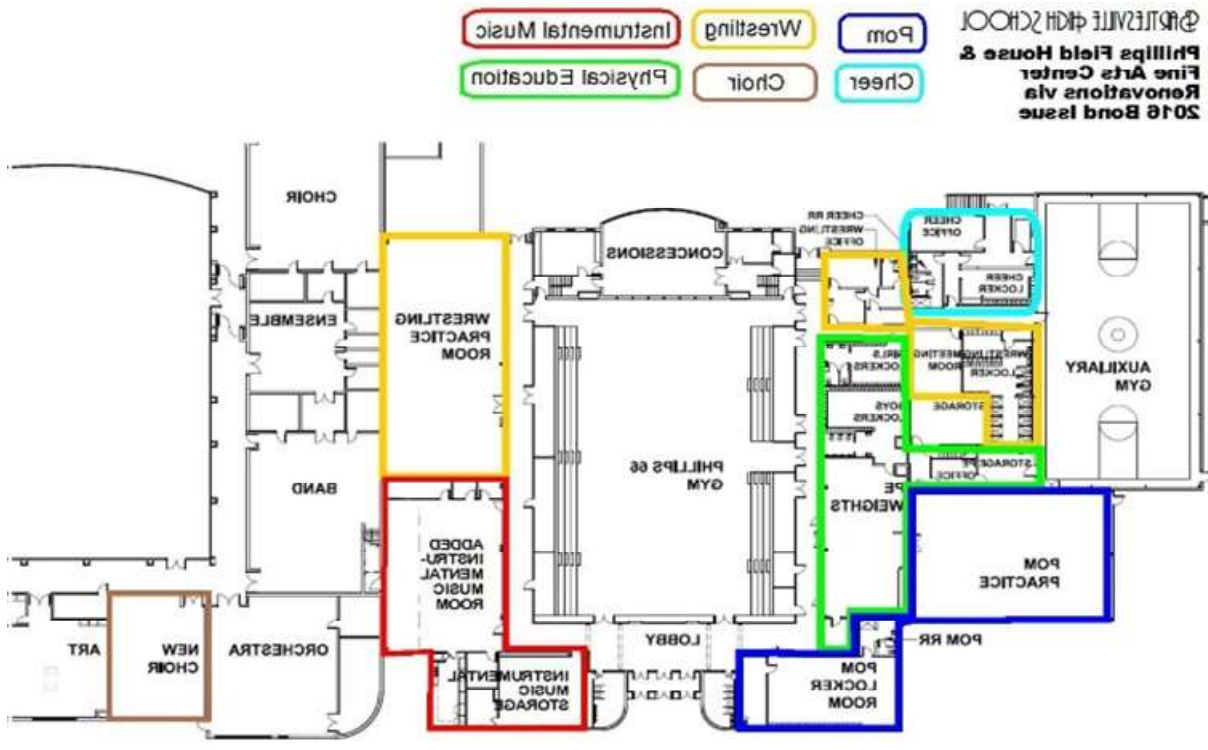 BARTLESVILLE HIGH SCHOOL
Phillips Field House &
Fine Arts Center
Renovations via
2016 Bond Issue
Pom
Wrestling
Instrumental Music
Cheer
Choir
Physical Education
CHEER
OFFICE
CHEER RR
WRESTLING
OFFICE
CHEER
LOCKER
CONCESSIONS
CHOIR
AUXILIARY
GYM
WRESTLING
LOCKER
MEETING
ROOM
GIRLS
LOCKERS
WRESTLING
PRACTICE
ROOM
ENSEMBLE
STORAGE
BOYS
LOCKERS
STORAGE
PE
OFFICE
PE
WEIGHTS
PHILLIPS 66
GYM
BAND
POM
PRACTICE
ADDED
INSTRU-
MENTAL
MUSIC
ROOM
POM RR
LOBBY
ORCHESTRA
NEW
CHOIR
ART
POM
LOCKER
ROOM
INSTRUMENTAL
MUSIC
STORAGE